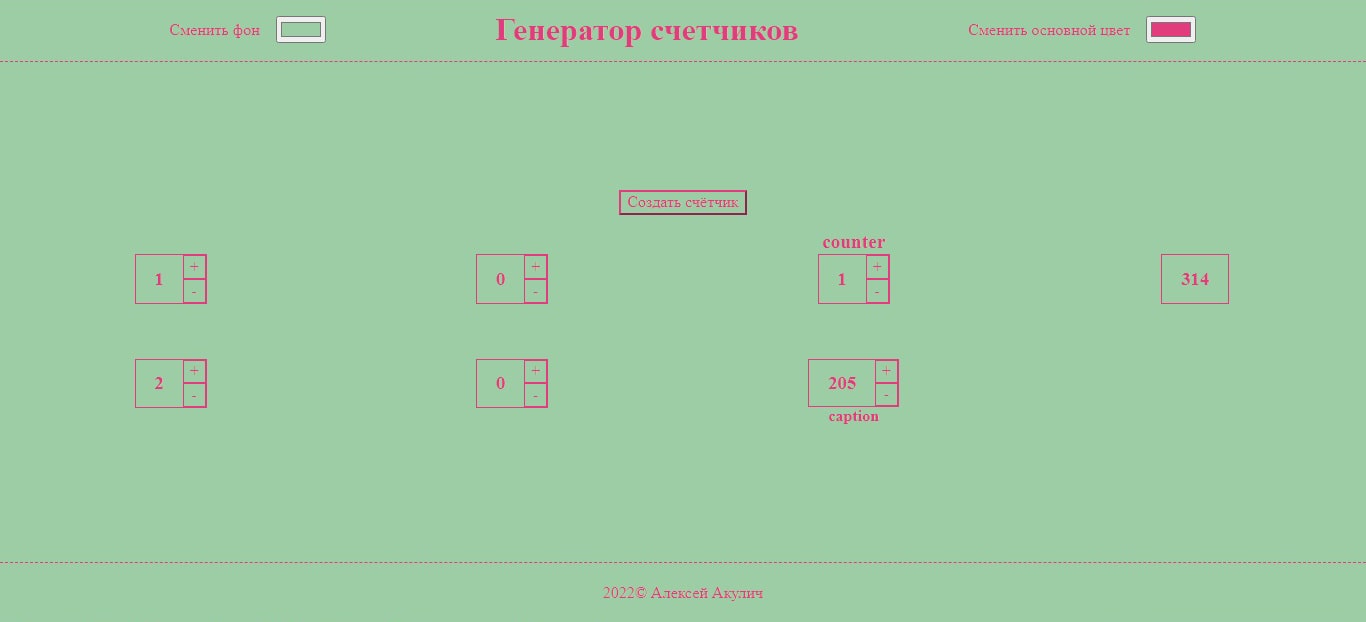 Сменить фон
Генератор счетчиков
Сменить основной цвет
Создать счётчик
1
+
-
0
+
-
counter
1
+
-
314
2
+
-
0
+
-
205
+
-
caption
2022© Алексей Акулич